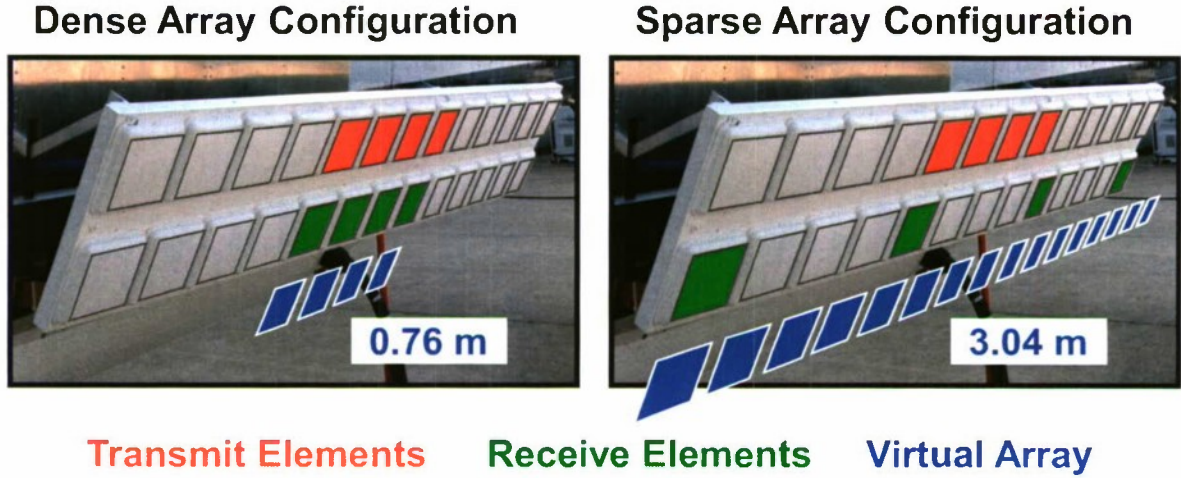 Dense Array Configuration
Sparse Array Configuration
0.76 m
3.04 m
Transmit Elements
Receive Elements
Virtual Array